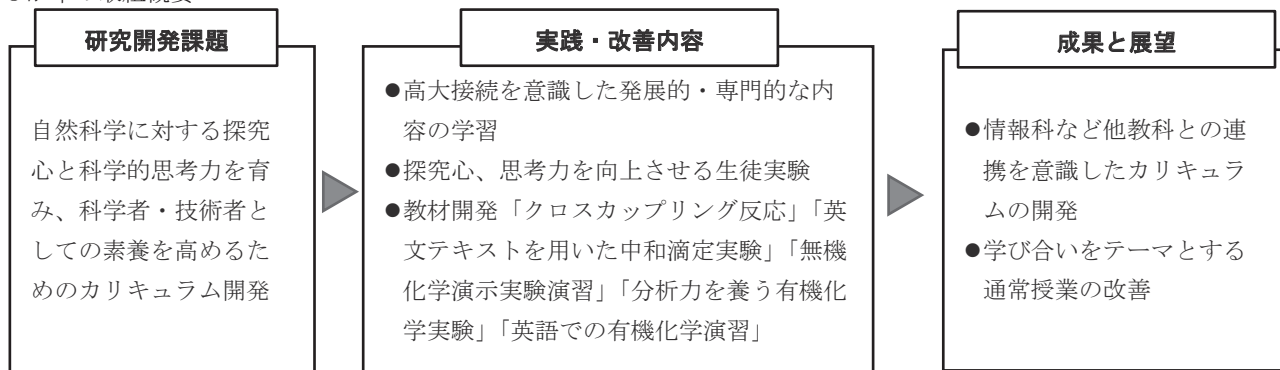 研究開発課題
自然科学に対する探究
心と科学的思考力を育
み、科学者・技術者と
しての素養を高めるた
めのカリキュラム開発
実践・改善内容
●高大接続を意識した発展的・専門的な内
容の学習
●探究心、思考力を向上させる生徒実験
●教材開発「クロスカップリング反応」「英
文テキストを用いた中和滴定実験」「無機
化学演示実験演習」「分析力を養う有機化
学実験」「英語での有機化学演習」
成果と展望
●情報科など他教科との連
携を意識したカリキュラ
ムの開発
●学び合いをテーマとする
通常授業の改善